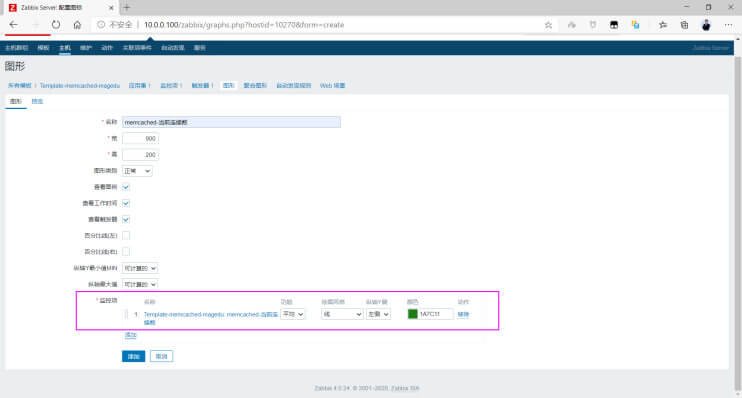 Zabbix Server: 配置图形
不安全 | 10.0.0.100/zabbix/graphs.php?hostid=10270&form=create
主机群组 模板 主机 维护 动作 关联项事件 自动发现 服务 Zabbix Server
图形
所有模板 / Template-memcached-magedu 应用集 1 监控项 1 触发器 1 图形 聚合图形 自动发现规则 Web 场景
图形 预览
* 名称 memcached-当前连接数
* 宽 900
* 高 200
图形类别 正常
查看图例
查看工作时间
查看触发器
百分比线(左)
百分比线(右)
纵轴Y最小值MIN 可计算的
纵轴最大值 可计算的
* 监控项 名称 功能 绘图风格 纵轴Y侧 颜色 动作
1: Template-memcached-magedu: memcached-当前连接数 平均 线 左侧 1A7C11 移除
添加
添加 取消
Zabbix 4.0.24. © 2001–2020, Zabbix SIA